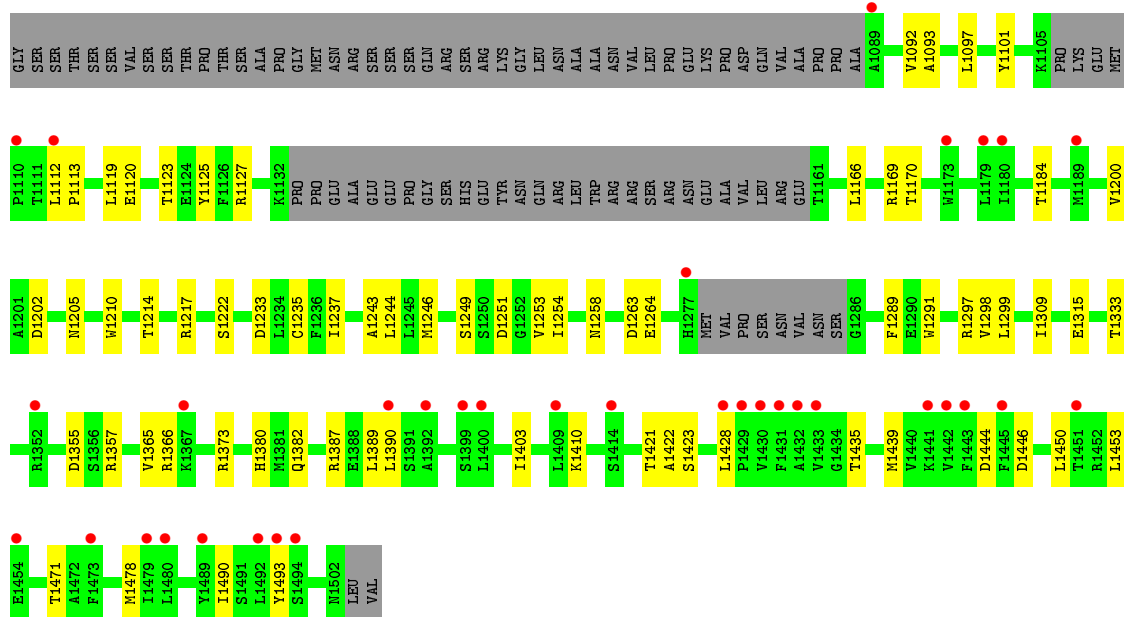 GLY SER SER THR SER SER VAL SER SER THR PRO THR SER ALA PRO GLY MET ASN ARG SER SER GLN ARG SER ARG LYS GLY LEU ASN ALA ALA ASN VAL LEU PRO GLU LYS PRO ASP GLN VAL ALA PRO PRO ALA A1089 V1092 A1093 L1097 Y1101 K1105 PRO LYS GLU MET
P1110 T1111 L1112 P1113 L1119 E1120 T1123 E1124 Y1125 F1126 R1127 K1132 PRO PRO GLU ALA GLU GLU PRO GLY SER HIS GLU TYR ASN GLN ARG LEU TRP ARG ARG SER ARG ASN GLU ALA VAL LEU ARG GLU T1161 L1166 R1169 T1170 W1173 L1179 I1180 T1184 M1189 V1200
A1201 D1202 N1205 W1210 T1214 R1217 S1222 D1233 L1234 C1235 F1236 I1237 A1243 L1244 L1245 M1246 S1249 S1250 D1251 G1252 V1253 I1254 N1258 D1263 E1264 H1277 MET VAL PRO SER ASN VAL ASN SER G1286 F1289 E1290 W1291 R1297 V1298 L1299 I1309 E1315 T1333
R1352 D1355 S1356 R1357 V1365 R1366 K1367 R1373 H1380 M1381 Q1382 R1387 E1388 L1389 L1390 S1391 A1392 S1399 L1400 I1403 L1409 K1410 S1414 T1421 A1422 S1423 L1428 P1429 V1430 F1431 A1432 V1433 G1434 T1435 M1439 V1440 K1441 V1442 F1443 D1444 F1445 D1446 L1450 T1451 R1452 L1453
E1454 T1471 A1472 F1473 M1478 I1479 L1480 Y1489 I1490 S1491 L1492 Y1493 S1494 N1502 LEU VAL